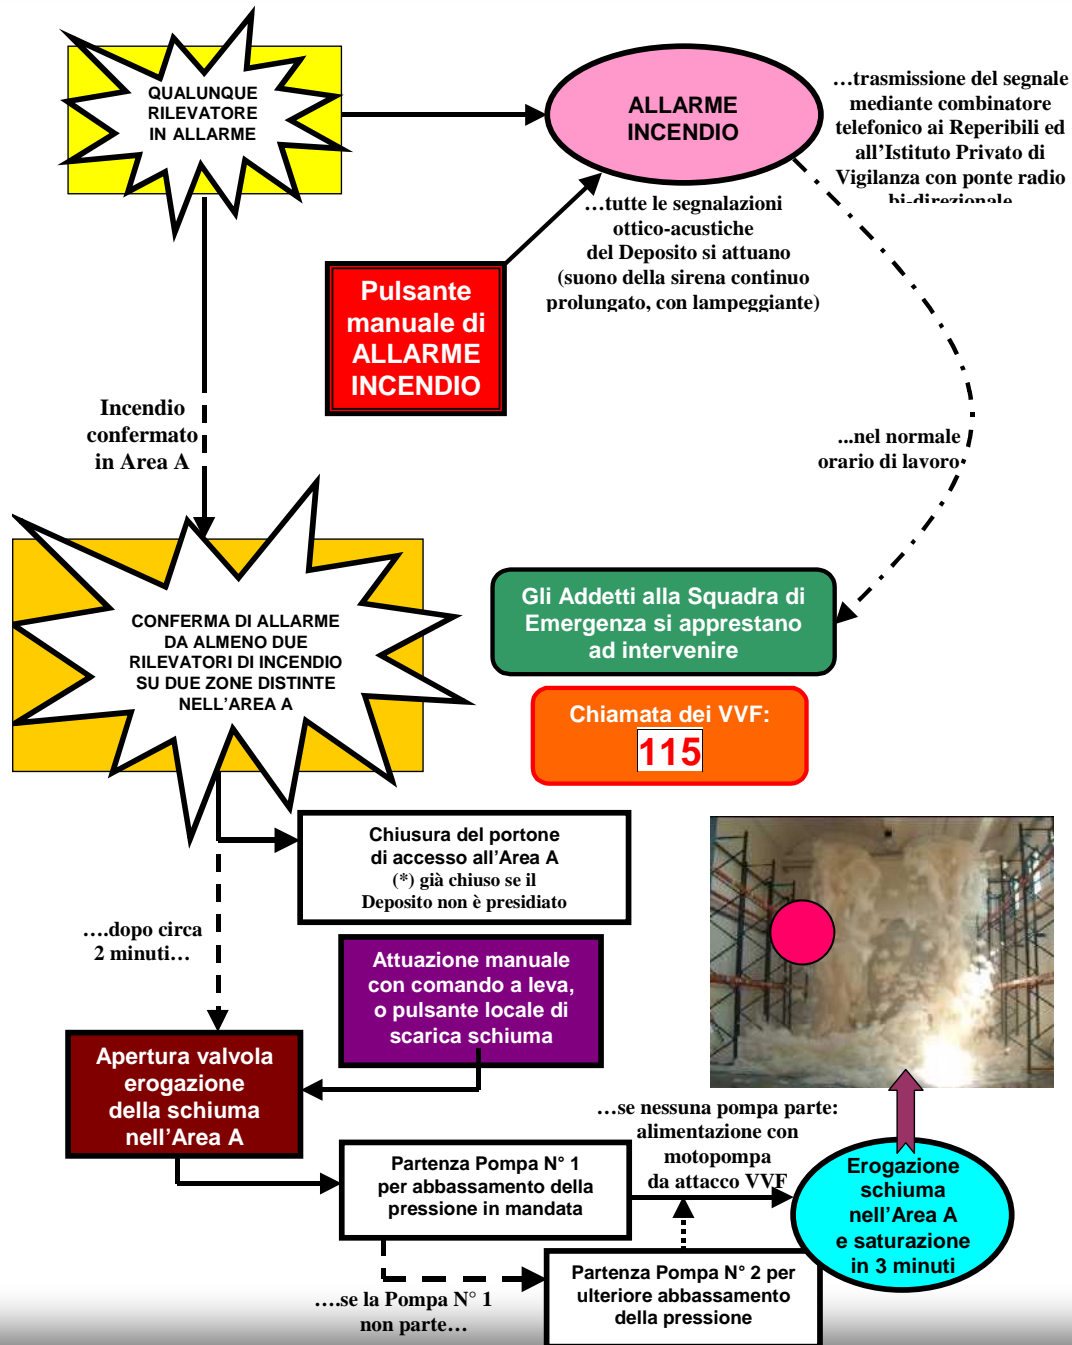 QUALUNQUE
RILEVATORE
IN ALLARME
ALLARME
INCENDIO
…trasmissione del segnale
mediante combinatore
telefonico ai Reperibili ed
all'Istituto Privato di
Vigilanza con ponte radio
bi-direzionale
…tutte le segnalazioni
ottico-acustiche
del Deposito si attuano
(suono della sirena continuo
prolungato, con lampeggiante)
Pulsante
manuale di
ALLARME
INCENDIO
Incendio
confermato
in Area A
...nel normale
orario di lavoro
CONFERMA DI ALLARME
DA ALMENO DUE
RILEVATORI DI INCENDIO
SU DUE ZONE DISTINTE
NELL'AREA A
Gli Addetti alla Squadra di
Emergenza si apprestano
ad intervenire
Chiamata dei VVF:
115
Chiusura del portone
di accesso all'Area A
(*) già chiuso se il
Deposito non è presidiato
….dopo circa
2 minuti…
Attuazione manuale
con comando a leva,
o pulsante locale di
scarica schiuma
Apertura valvola
erogazione
della schiuma
nell'Area A
…se nessuna pompa parte:
alimentazione con
motopompa
da attacco VVF
Partenza Pompa N° 1
per abbassamento della
pressione in mandata
Erogazione
schiuma
nell'Area A
e saturazione
in 3 minuti
….se la Pompa N° 1
non parte…
Partenza Pompa N° 2 per
ulteriore abbassamento
della pressione